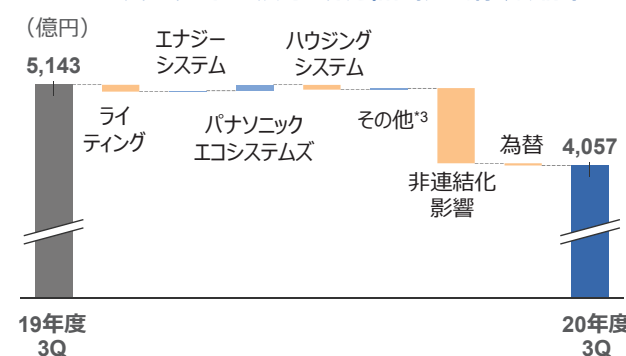 （億円）
5,143
ライ
ティング
エナジー
システム
パナソニック
エコシステムズ
ハウジング
システム
その他*3
非連結化
影響
為替
4,057
19年度
3Q
20年度
3Q